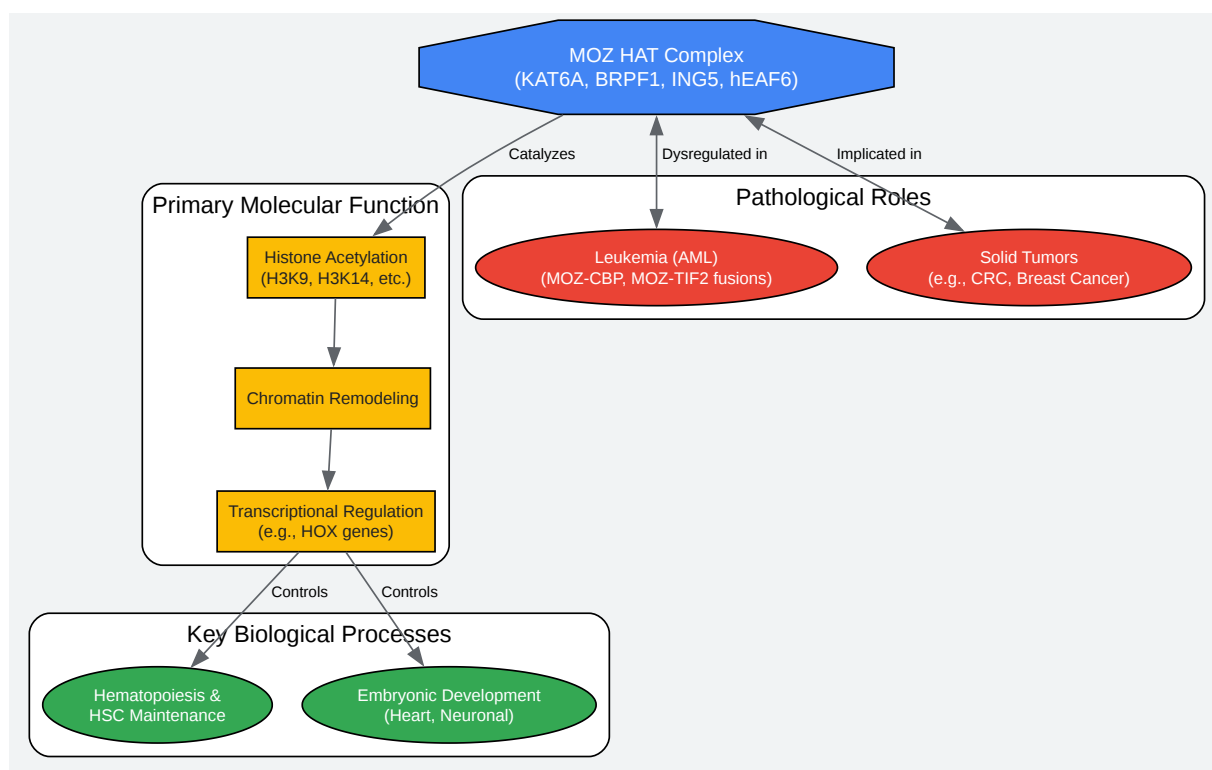 MOZ HAT Complex
(KAT6A, BRPF1, ING5, hEAF6)
Catalyzes
Dysregulated in
Implicated in
Primary Molecular Function
Histone Acetylation
(H3K9, H3K14, etc.)
Chromatin Remodeling
Transcriptional Regulation
(e.g., HOX genes)
Pathological Roles
Leukemia (AML)
(MOZ-CBP, MOZ-TIF2 fusions)
Solid Tumors
(e.g., CRC, Breast Cancer)
Controls
Controls
Key Biological Processes
Hematopoiesis &
HSC Maintenance
Embryonic Development
(Heart, Neuronal)